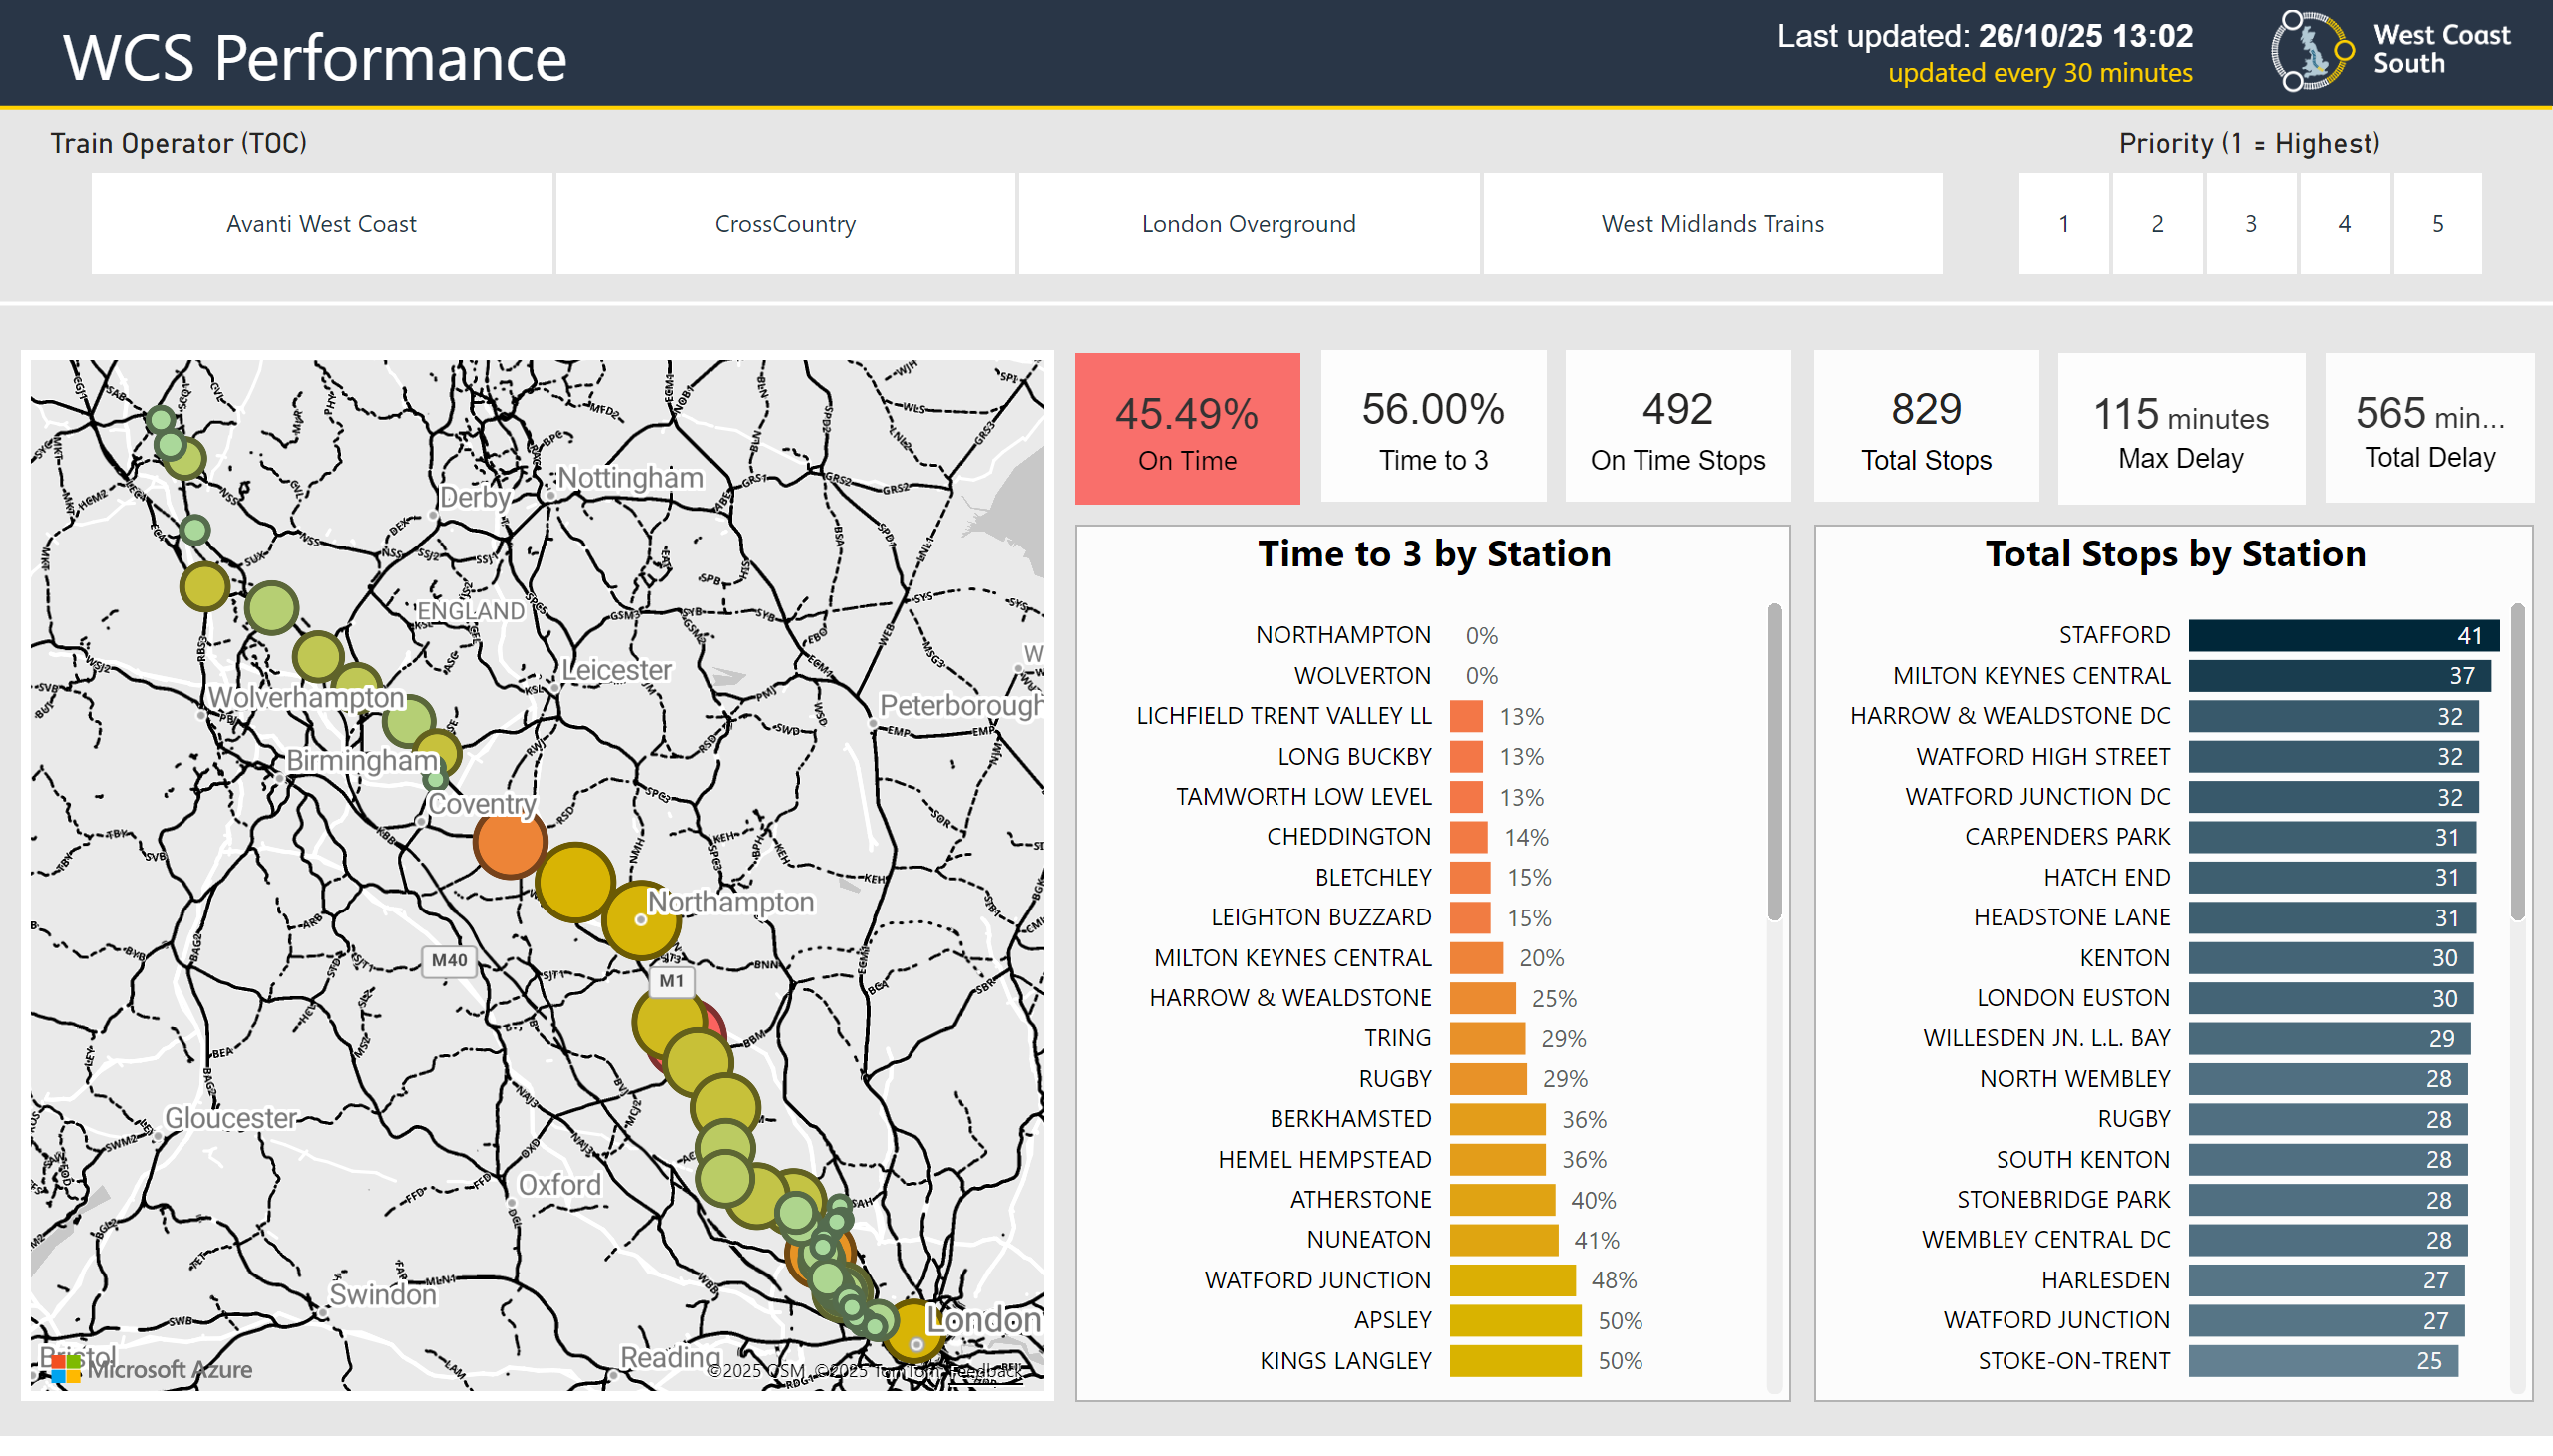 WCS Performance
Last updated: 26/10/25 13:02
updated every 30 minutes
West Coast
South
Train Operator (TOC)
Priority (1 = Highest)
Avanti West Coast
CrossCountry
London Overground
West Midlands Trains
1
2
3
4
5
Nottingham
Derby
ENGLAND
Leicester
Wolverhampton
Peterborough
Birmingham
Coventry
Northampton
M40
M1
Gloucester
Oxford
Swindon
London
Bristol
Reading
Microsoft Azure
©2025 OSM, ©2025 TomTom Feedback
45.49%
On Time
56.00%
Time to 3
492
On Time Stops
829
Total Stops
115 minutes
Max Delay
565 min...
Total Delay
Time to 3 by Station
NORTHAMPTON 0%
WOLVERTON 0%
LICHFIELD TRENT VALLEY LL 13%
LONG BUCKBY 13%
TAMWORTH LOW LEVEL 13%
CHEDDINGTON 14%
BLETCHLEY 15%
LEIGHTON BUZZARD 15%
MILTON KEYNES CENTRAL 20%
HARROW & WEALDSTONE 25%
TRING 29%
RUGBY 29%
BERKHAMSTED 36%
HEMEL HEMPSTEAD 36%
ATHERSTONE 40%
NUNEATON 41%
WATFORD JUNCTION 48%
APSLEY 50%
KINGS LANGLEY 50%
Total Stops by Station
STAFFORD 41
MILTON KEYNES CENTRAL 37
HARROW & WEALDSTONE DC 32
WATFORD HIGH STREET 32
WATFORD JUNCTION DC 32
CARPENDERS PARK 31
HATCH END 31
HEADSTONE LANE 31
KENTON 30
LONDON EUSTON 30
WILLESDEN JN. L.L. BAY 29
NORTH WEMBLEY 28
RUGBY 28
SOUTH KENTON 28
STONEBRIDGE PARK 28
WEMBLEY CENTRAL DC 28
HARLESDEN 27
WATFORD JUNCTION 27
STOKE-ON-TRENT 25